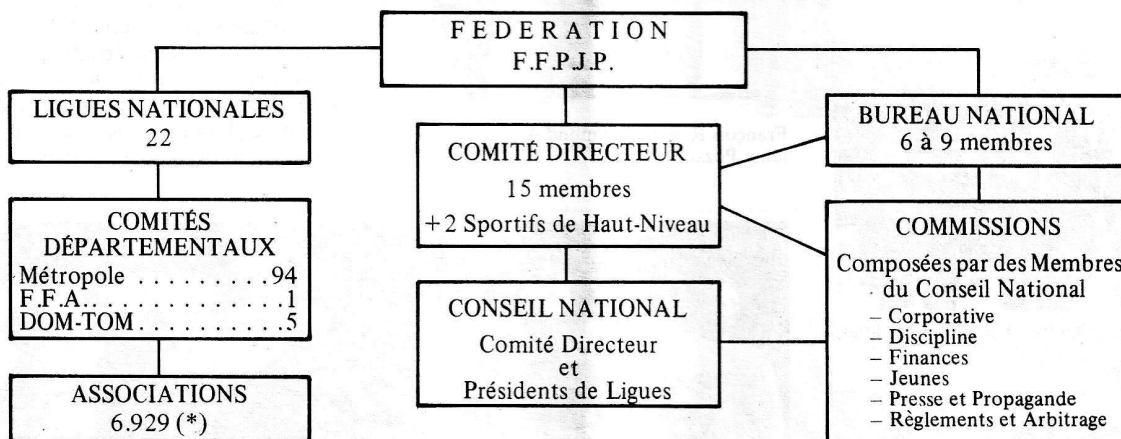 FEDERATION
F.F.P.J.P.
LIGUES NATIONALES
22
COMITÉS
DÉPARTEMENTAUX
Métropole . . . . . . . . . 94
F.F.A. . . . . . . . . . . . . 1
DOM-TOM . . . . . . . . . 5
ASSOCIATIONS
6.929 (*)
COMITÉ DIRECTEUR
15 membres
+2 Sportifs de Haut-Niveau
CONSEIL NATIONAL
Comité Directeur
et
Présidents de Ligues
BUREAU NATIONAL
6 à 9 membres
COMMISSIONS
Composées par des Membres
du Conseil National
– Corporative
– Discipline
– Finances
– Jeunes
– Presse et Propagande
– Règlements et Arbitrage